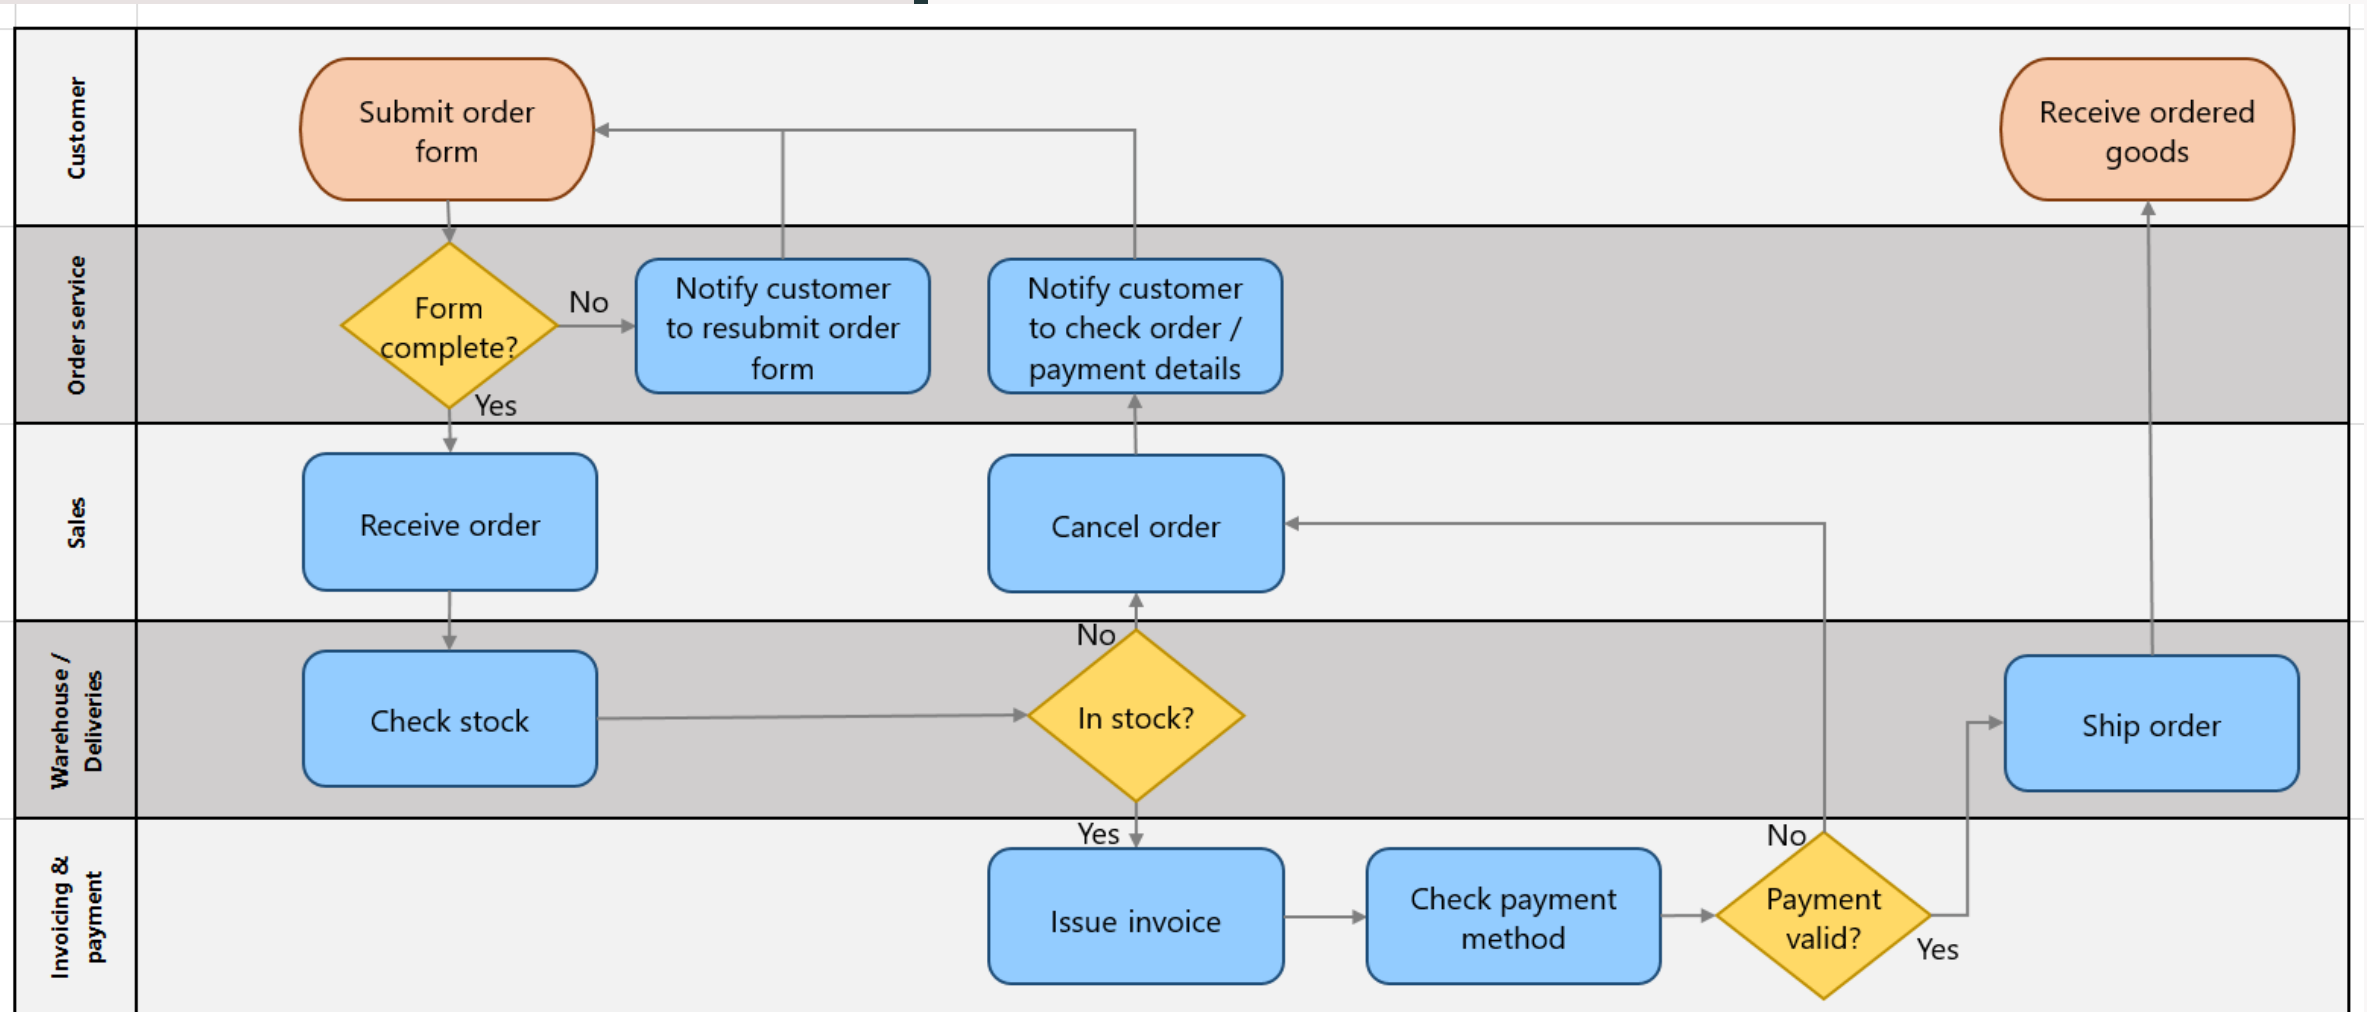 Customer
Submit order
form
Receive ordered
goods
Order service
Form
complete?
No
Yes
Notify customer
to resubmit order
form
Notify customer
to check order /
payment details
Sales
Receive order
Cancel order
Warehouse /
Deliveries
Check stock
No
In stock?
Yes
Ship order
Invoicing &
payment
Issue invoice
Check payment
method
No
Payment
valid?
Yes